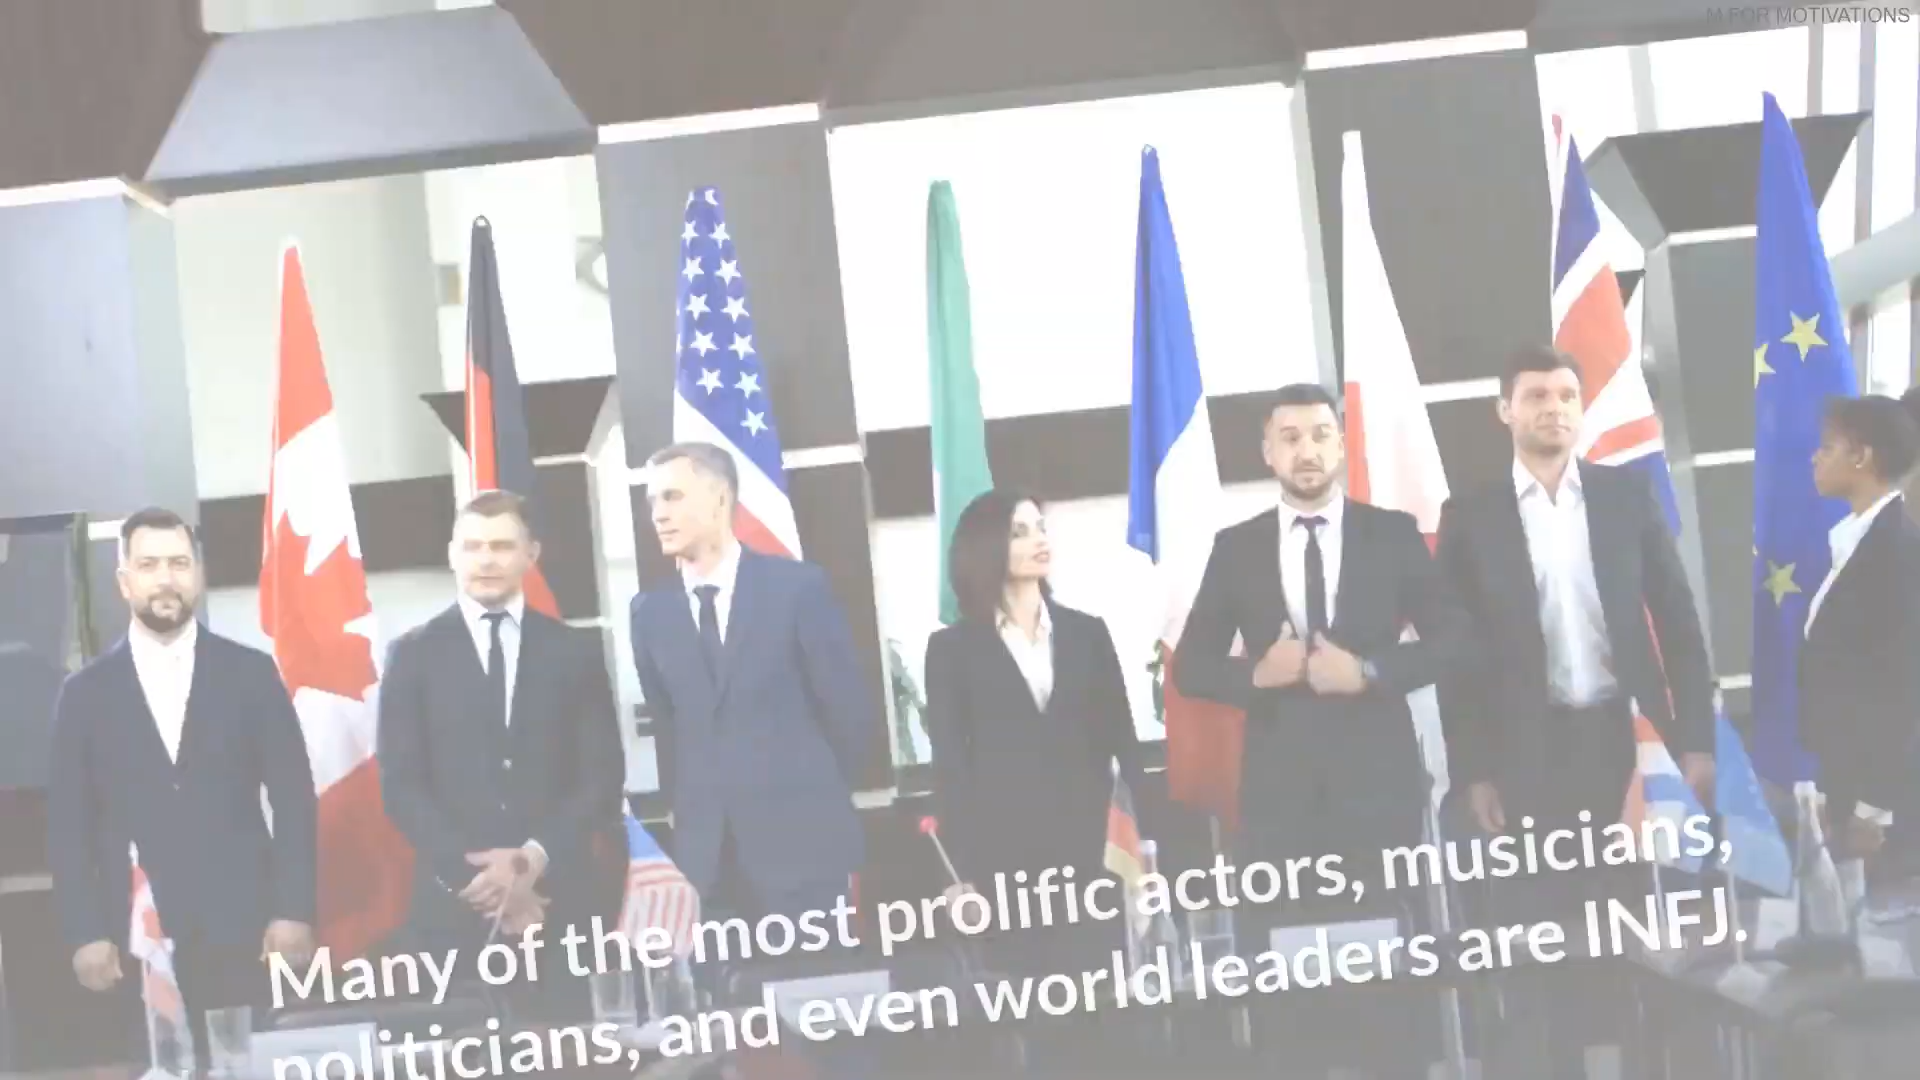 M FOR MOTIVATIONS
Many of the most prolific actors, musicians,
politicians, and even world leaders are INFJ.